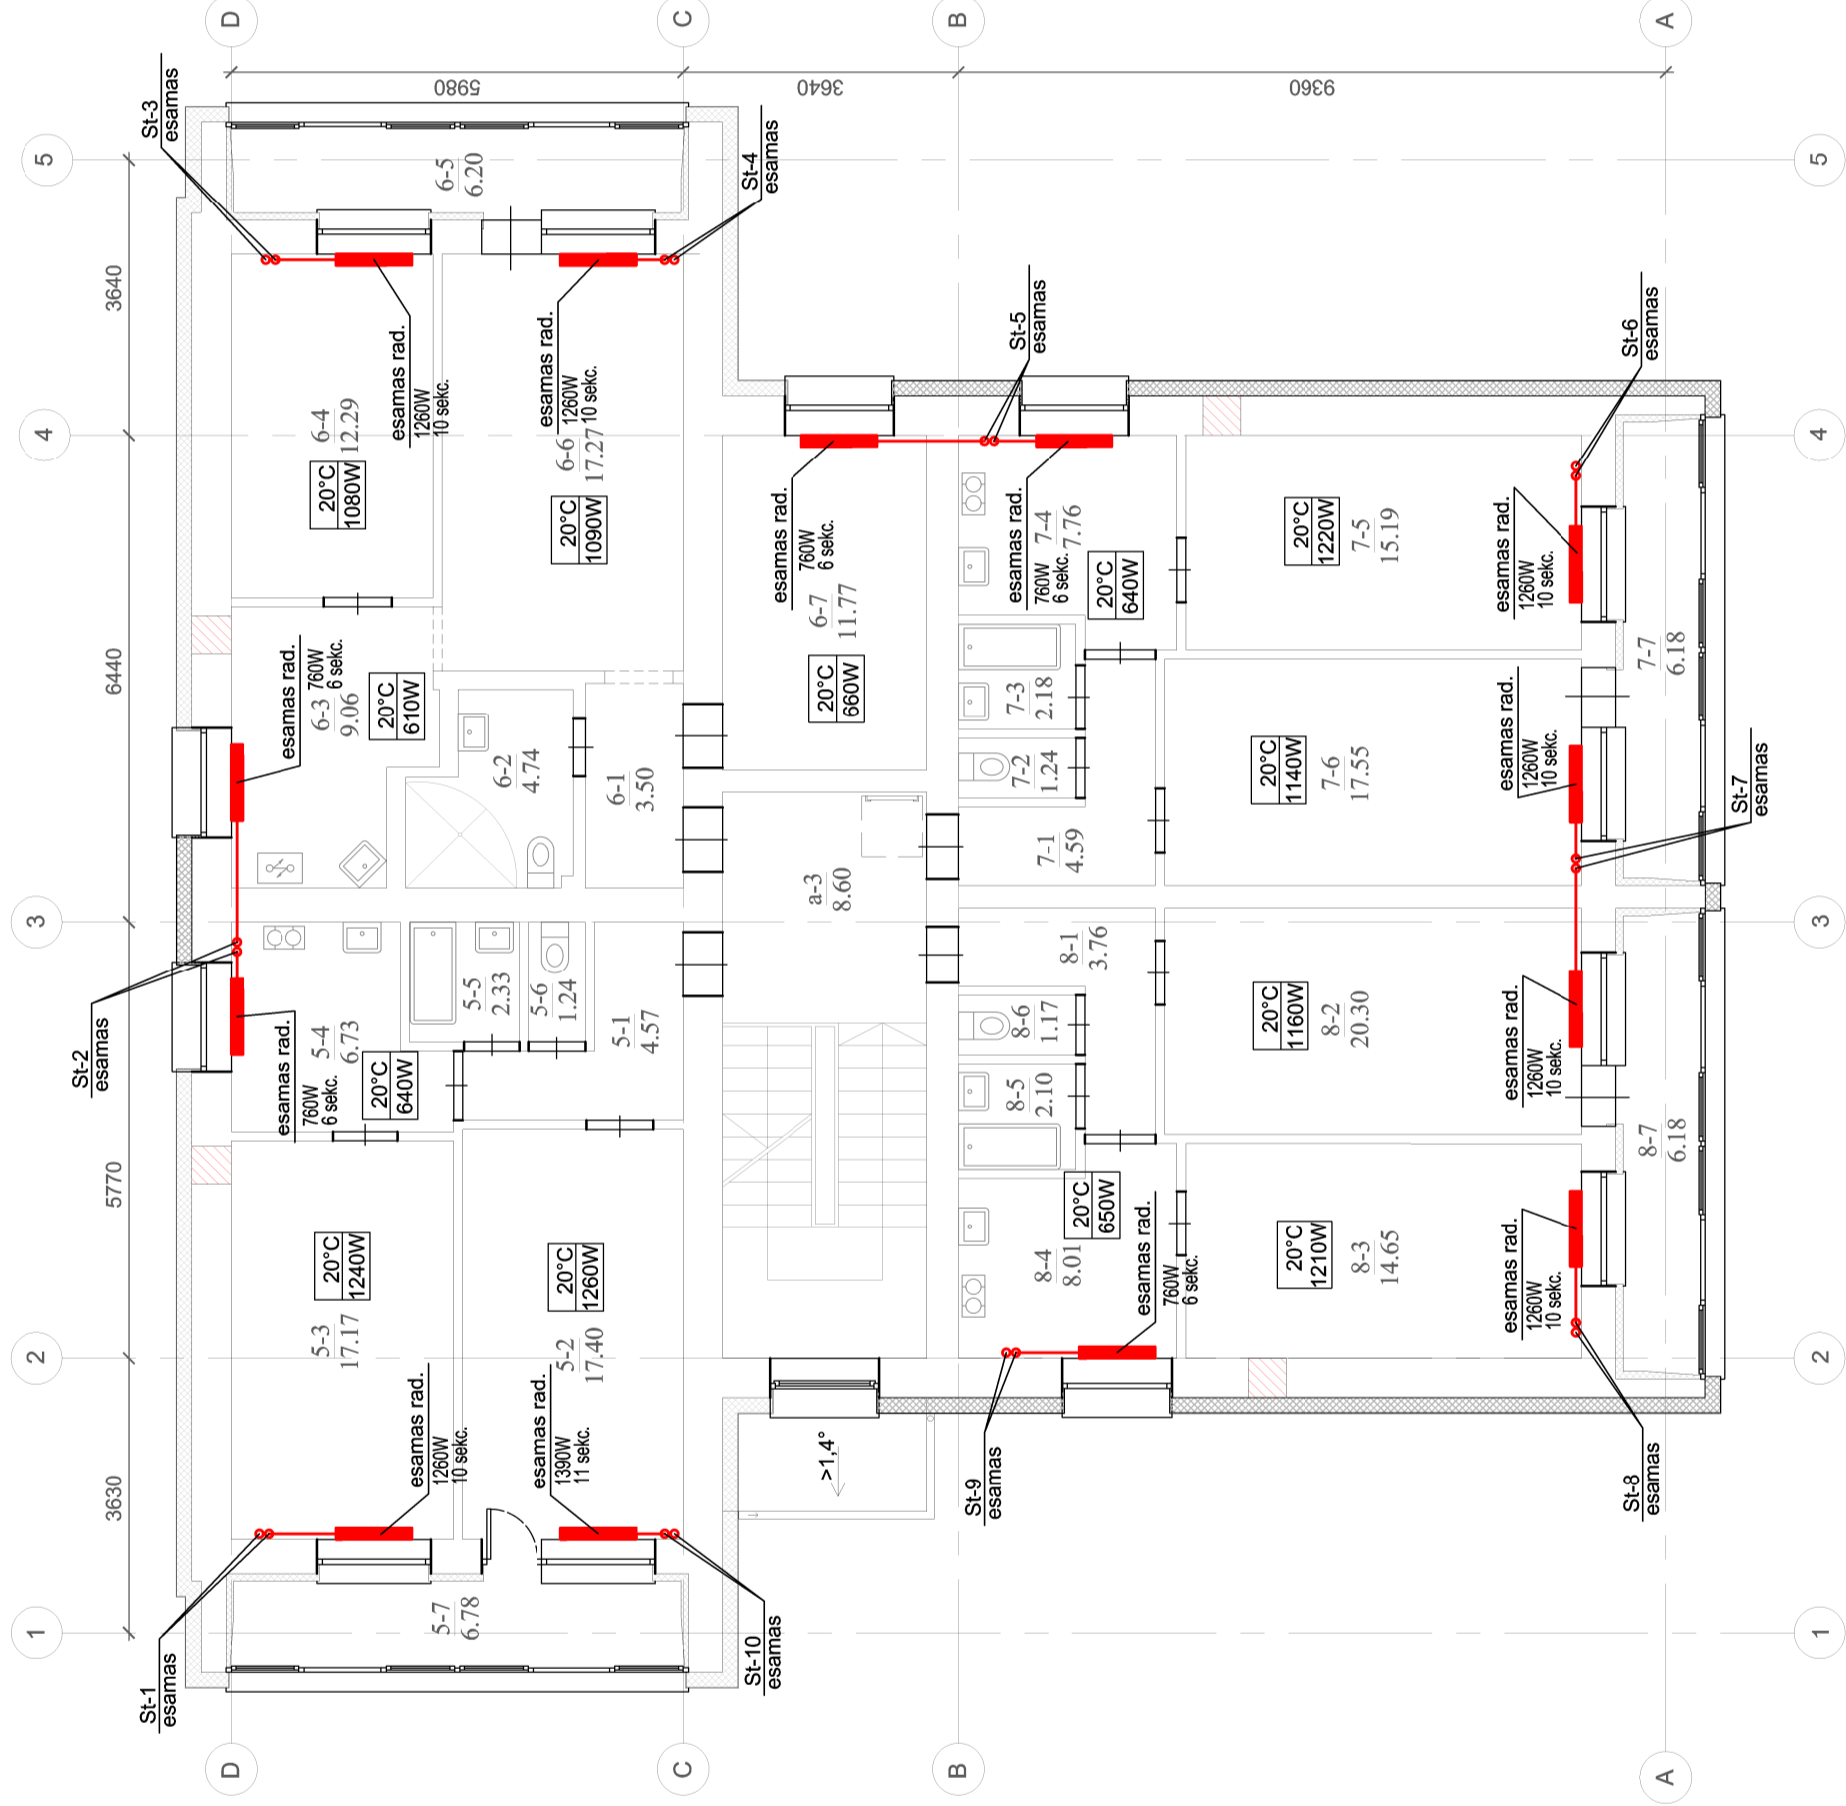 D
C
B
A
5980
3640
9360
5
4
3
2
1
3640
6440
5770
3630
St-3
esamas
St-4
esamas
6-5
6.20
esamas rad.
1260W
10 sekc.
6-4
12.29
20°C
1080W
esamas rad.
1260W
10 sekc.
6-6
17.27
20°C
1090W
esamas rad.
760W
6 sekc.
6-3
9.06
20°C
610W
6-2
4.74
6-1
3.50
esamas rad.
760W
6 sekc.
6-7
11.77
20°C
660W
St-5
esamas
esamas rad.
760W
6 sekc.
7-4
7.76
20°C
640W
7-3
2.18
7-2
1.24
7-1
4.59
20°C
1220W
7-5
15.19
esamas rad.
1260W
10 sekc.
St-6
esamas
20°C
1140W
7-6
17.55
esamas rad.
1260W
10 sekc.
7-7
6.18
St-7
esamas
a-3
8.60
St-2
esamas
esamas rad.
760W
6 sekc.
5-4
6.73
20°C
640W
5-5
2.33
5-6
1.24
5-1
4.57
20°C
1240W
5-3
17.17
esamas rad.
1260W
10 sekc.
20°C
1260W
5-2
17.40
esamas rad.
1390W
11 sekc.
5-7
6.78
St-1
esamas
St-10
esamas
>1,4°
8-1
3.76
8-6
1.17
8-5
2.10
20°C
650W
8-4
8.01
esamas rad.
760W
6 sekc.
St-9
esamas
20°C
1160W
8-2
20.30
esamas rad.
1260W
10 sekc.
20°C
1210W
8-3
14.65
esamas rad.
1260W
10 sekc.
8-7
6.18
St-8
esamas
5
4
3
2
1
D
C
B
A